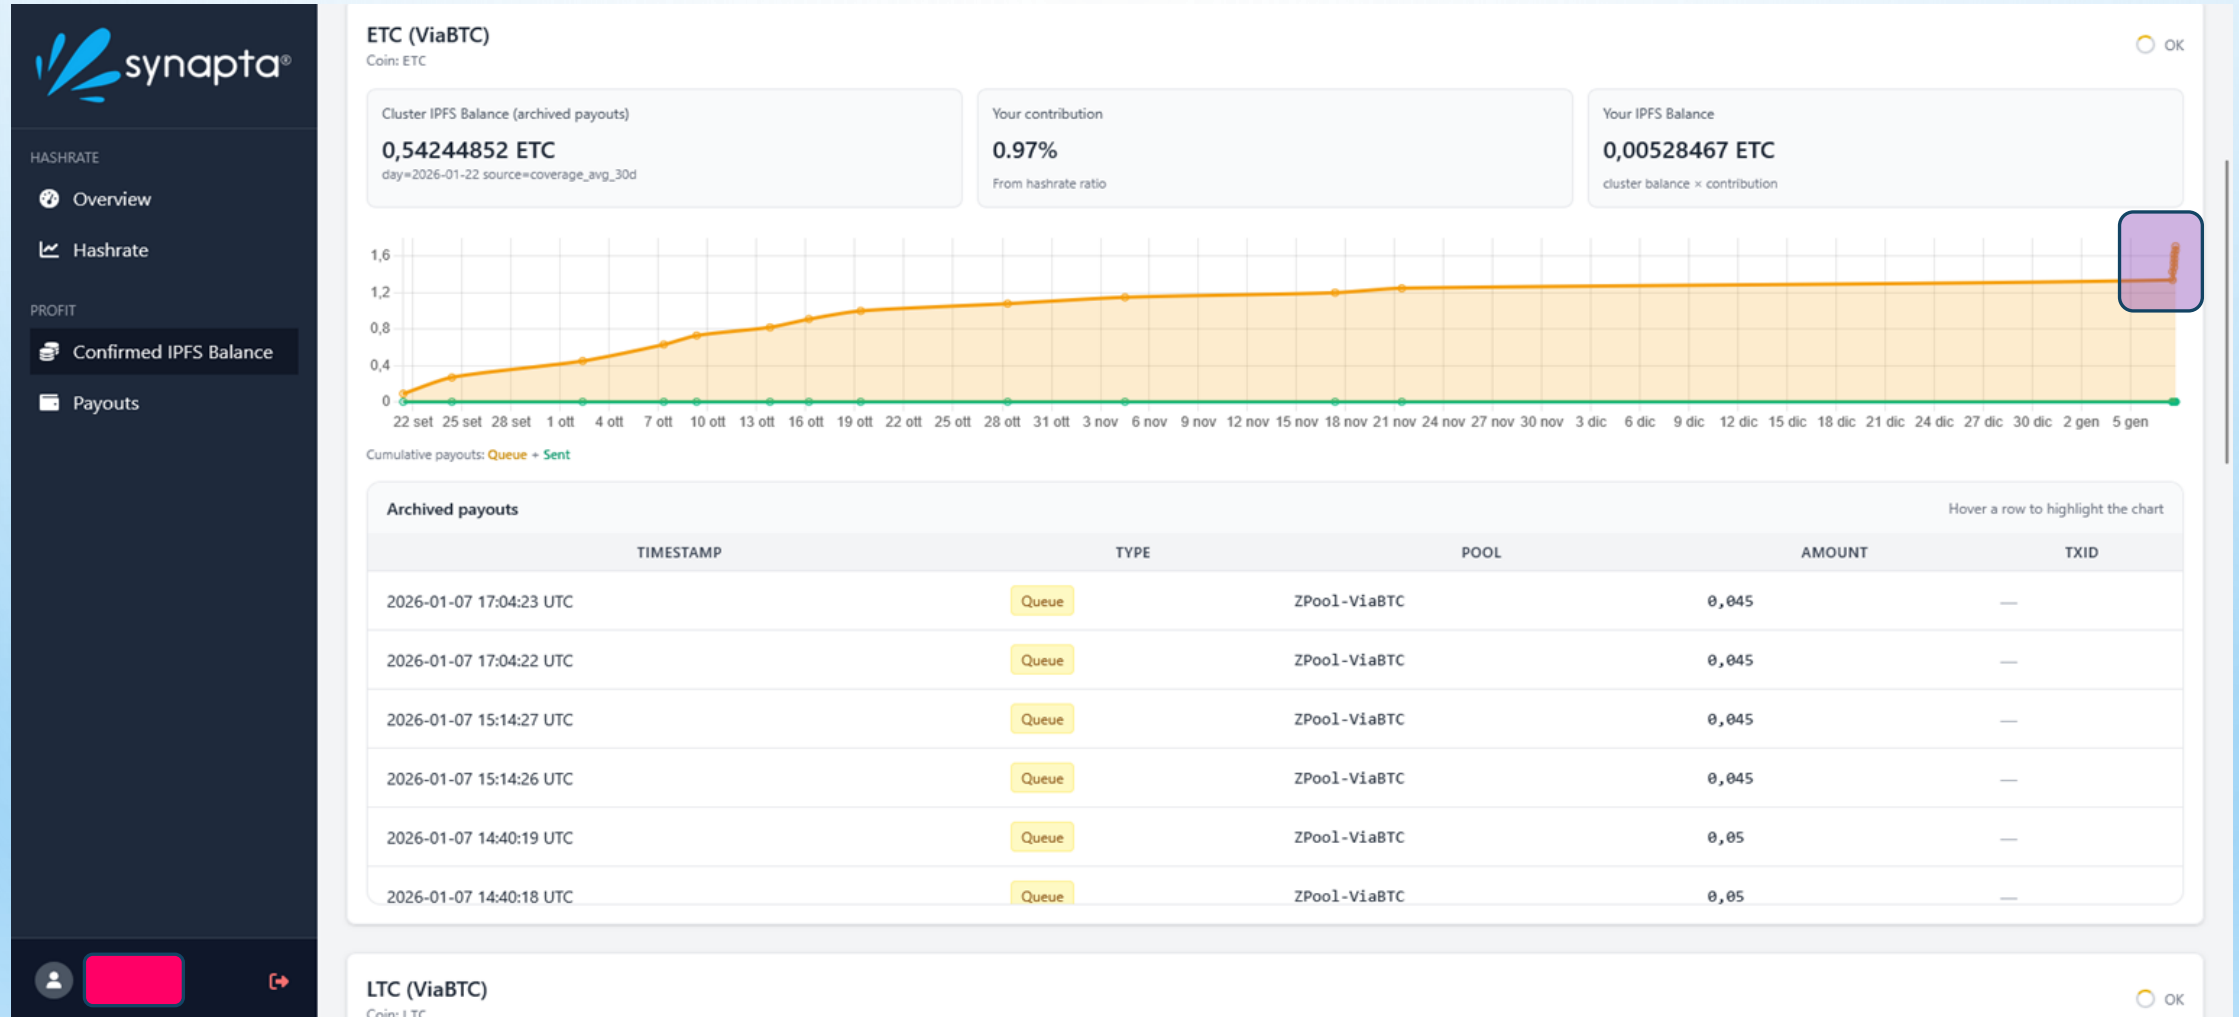 synapta®
HASHRATE
Overview
Hashrate
PROFIT
Confirmed IPFS Balance
Payouts
ETC (ViaBTC)
Coin: ETC
OK
Cluster IPFS Balance (archived payouts)
0,54244852 ETC
day=2026-01-22 source=coverage_avg_30d
Your contribution
0.97%
From hashrate ratio
Your IPFS Balance
0,00528467 ETC
cluster balance × contribution
1,6
1,2
0,8
0,4
0
22 set 25 set 28 set 1 ott 4 ott 7 ott 10 ott 13 ott 16 ott 19 ott 22 ott 25 ott 28 ott 31 ott 3 nov 6 nov 9 nov 12 nov 15 nov 18 nov 21 nov 24 nov 27 nov 30 nov 3 dic 6 dic 9 dic 12 dic 15 dic 18 dic 21 dic 24 dic 27 dic 30 dic 2 gen 5 gen
Cumulative payouts: Queue + Sent
Archived payouts
Hover a row to highlight the chart
TIMESTAMP TYPE POOL AMOUNT TXID
2026-01-07 17:04:23 UTC Queue ZPool-ViaBTC 0,045 —
2026-01-07 17:04:22 UTC Queue ZPool-ViaBTC 0,045 —
2026-01-07 15:14:27 UTC Queue ZPool-ViaBTC 0,045 —
2026-01-07 15:14:26 UTC Queue ZPool-ViaBTC 0,045 —
2026-01-07 14:40:19 UTC Queue ZPool-ViaBTC 0,05 —
2026-01-07 14:40:18 UTC Queue ZPool-ViaBTC 0,05 —
LTC (ViaBTC)
Coin: LTC
OK